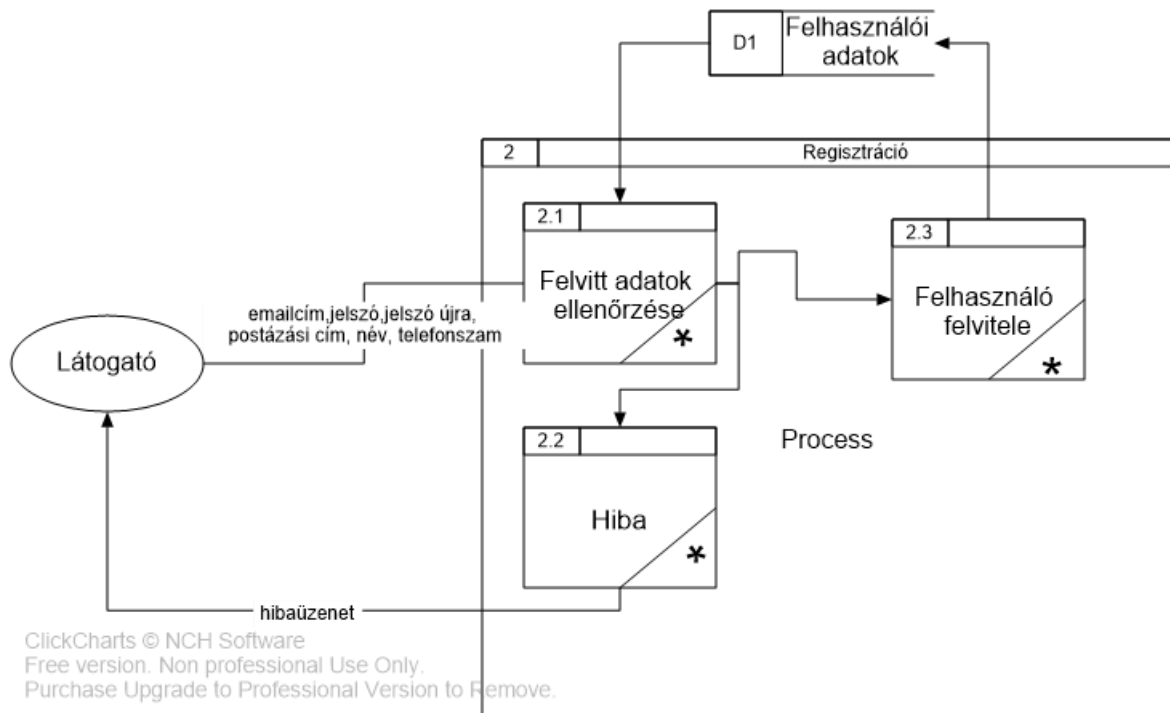 D1
Felhasználói
adatok
2
Regisztráció
2.1
Felvitt adatok
ellenőrzése
*
2.3
Felhasználó
felvitele
*
emailcím,jelszó,jelszó újra,
postázási cím, név, telefonszam
Látogató
2.2
Hiba
*
Process
hibaüzenet
ClickCharts © NCH Software
Free version. Non professional Use Only.
Purchase Upgrade to Professional Version to Remove.